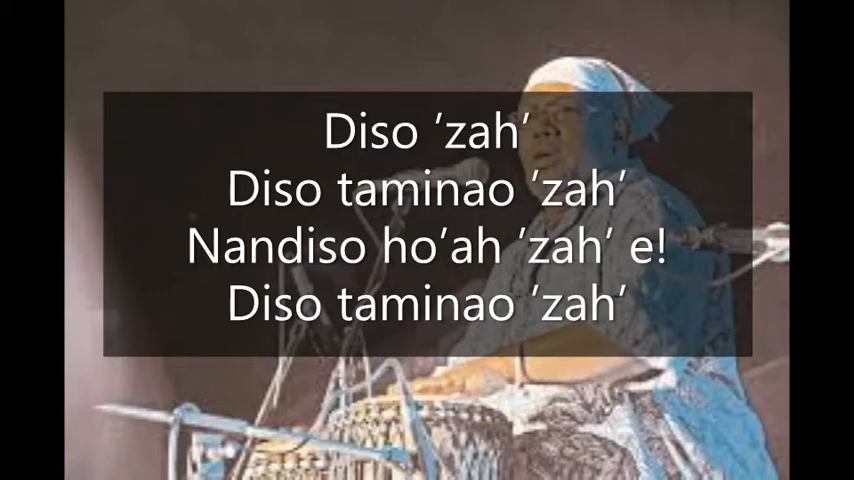 Diso ’zah’
Diso taminao ’zah’
Nandiso ho’ah ’zah’ e!
Diso taminao ’zah’